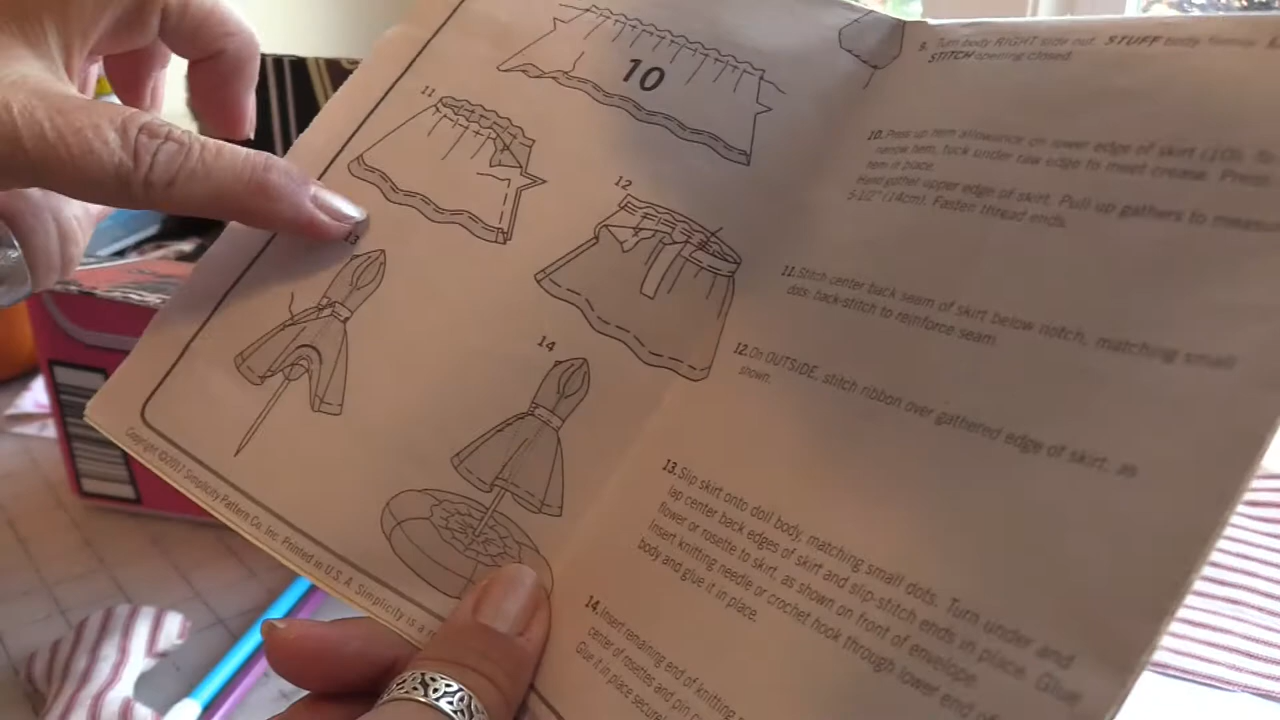 10
11
12
13
14
Copyright ©2017 Simplicity Pattern Co. Inc. Printed in U.S.A. Simplicity is a
9. Turn body RIGHT side out. STUFF body
STITCH opening closed.
10. Press up hem allowance on lower edge of skirt (10).
narrow hem, tuck under raw edge to meet crease. Press
hem in place.
Hand gather upper edge of skirt. Pull up gathers to measure
5-1/2" (14cm). Fasten thread ends.
11. Stitch center back seam of skirt below notch, matching small
dots; back-stitch to reinforce seam.
12. On OUTSIDE, stitch ribbon over gathered edge of skirt, as
shown.
13. Slip skirt onto doll body, matching small dots. Turn under and
lap center back edges of skirt and slip-stitch ends in place. Glue
flower or rosette to skirt, as shown on front of envelope.
Insert knitting needle or crochet hook through lower end of
body and glue it in place.
14. Insert remaining end of knitting
center of rosettes and pin
Glue it in place